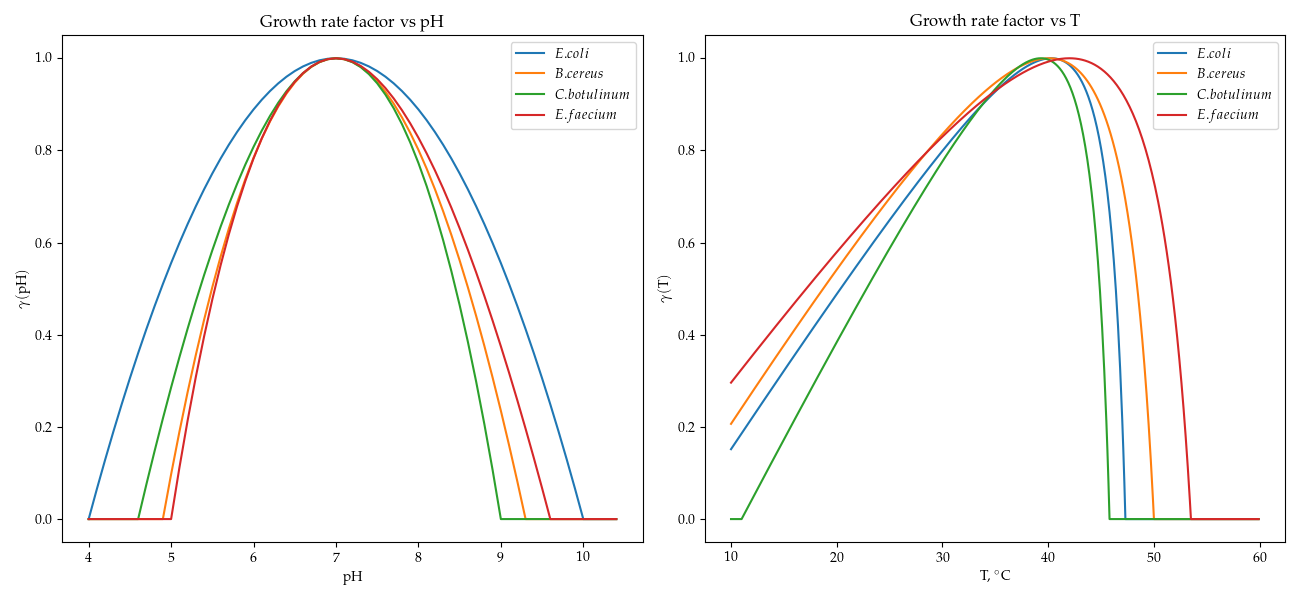 Growth rate factor vs pH
E.coli
B.cereus
C.botulinum
E.faecium
1.0
0.8
0.6
0.4
0.2
0.0
γ(pH)
4 5 6 7 8 9 10
pH
Growth rate factor vs T
E.coli
B.cereus
C.botulinum
E.faecium
1.0
0.8
0.6
0.4
0.2
0.0
γ(T)
10 20 30 40 50 60
T, °C